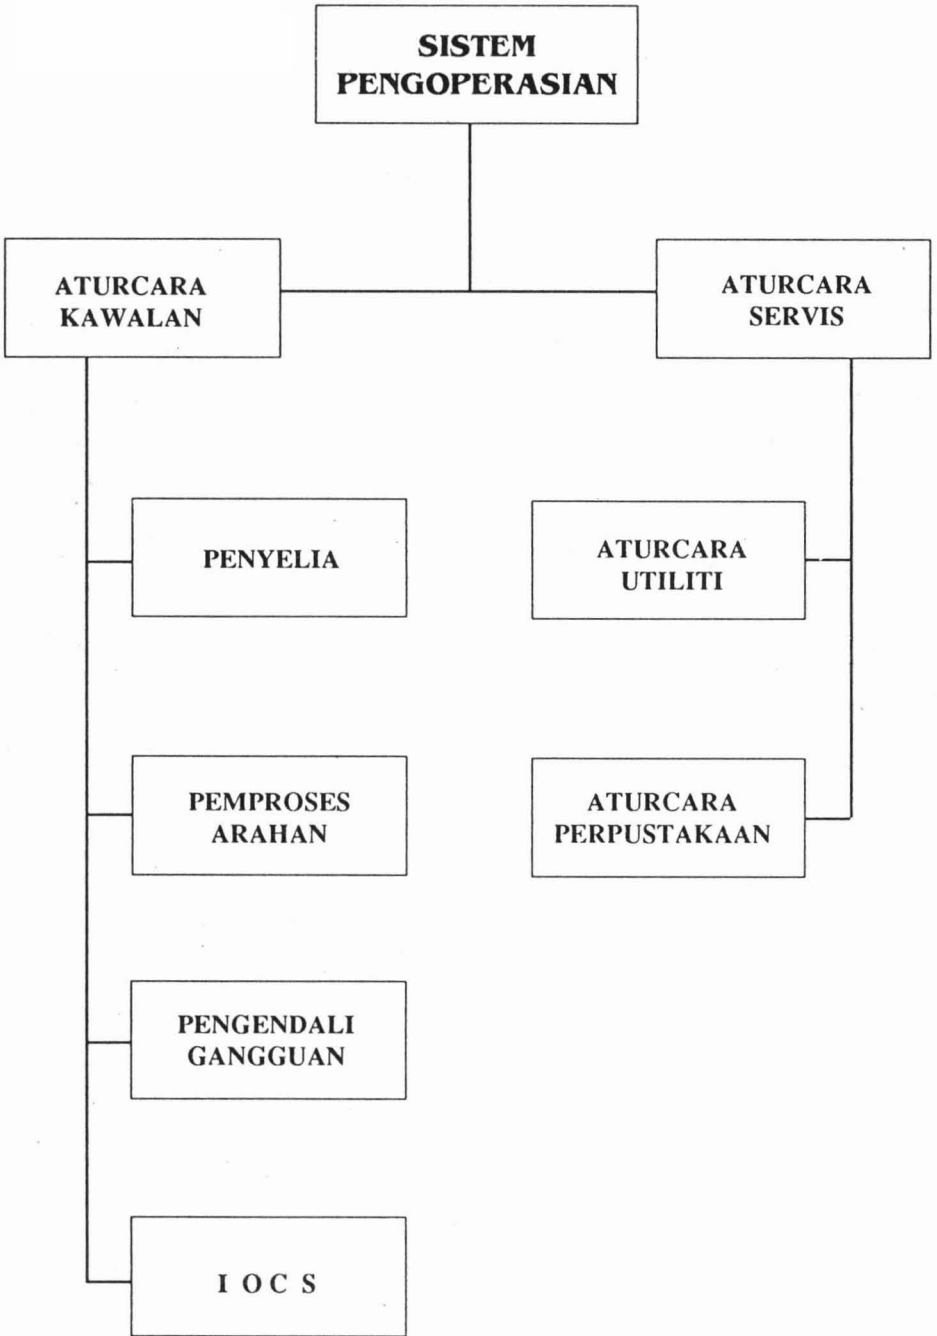 SISTEM
PENGOPERASIAN
ATURCARA
KAWALAN
ATURCARA
SERVIS
PENYELIA
ATURCARA
UTILITI
PEMPROSES
ARAHAN
ATURCARA
PERPUSTAKAAN
PENGENDALI
GANGGUAN
I O C S